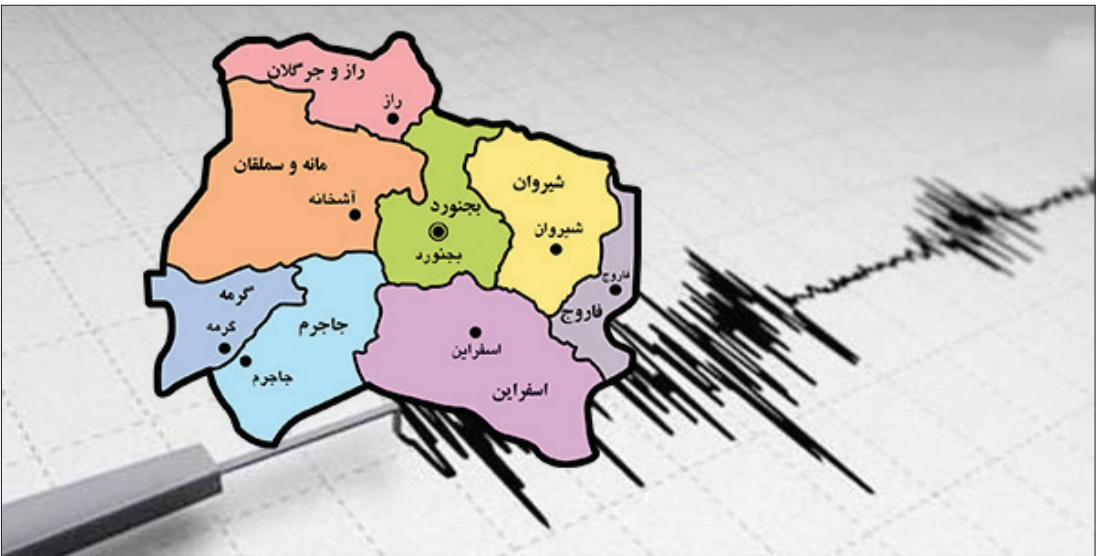 راز و جرگلان
راز
مانه و سملقان
آشخانه
شیروان
شیروان
بجنورد
بجنورد
فاروج
فاروج
گرمه
گرمه
جاجرم
جاجرم
اسفراین
اسفراین